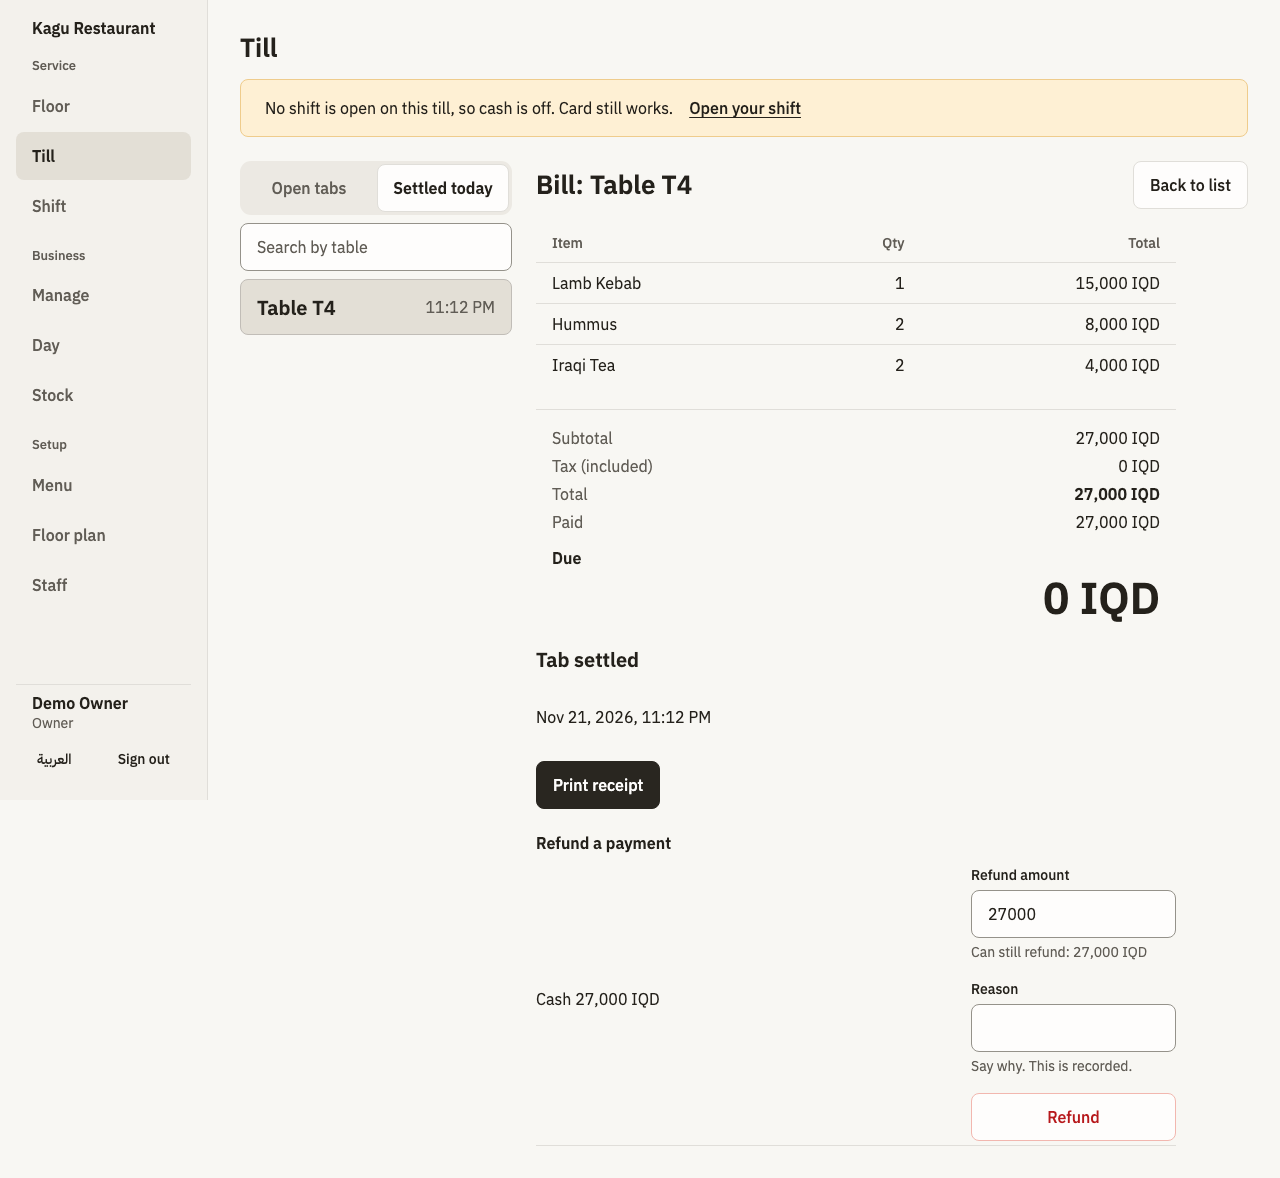 Kagu Restaurant
Service
Floor
Till
Shift
Business
Manage
Day
Stock
Setup
Menu
Floor plan
Staff
Demo Owner
Owner
العربية Sign out
Till
No shift is open on this till, so cash is off. Card still works. Open your shift
Open tabs Settled today
Search by table
Table T4 11:12 PM
Bill: Table T4 Back to list
Item Qty Total
Lamb Kebab 1 15,000 IQD
Hummus 2 8,000 IQD
Iraqi Tea 2 4,000 IQD
Subtotal 27,000 IQD
Tax (included) 0 IQD
Total 27,000 IQD
Paid 27,000 IQD
Due
0 IQD
Tab settled
Nov 21, 2026, 11:12 PM
Print receipt
Refund a payment
Cash 27,000 IQD
Refund amount
27000
Can still refund: 27,000 IQD
Reason
Say why. This is recorded.
Refund